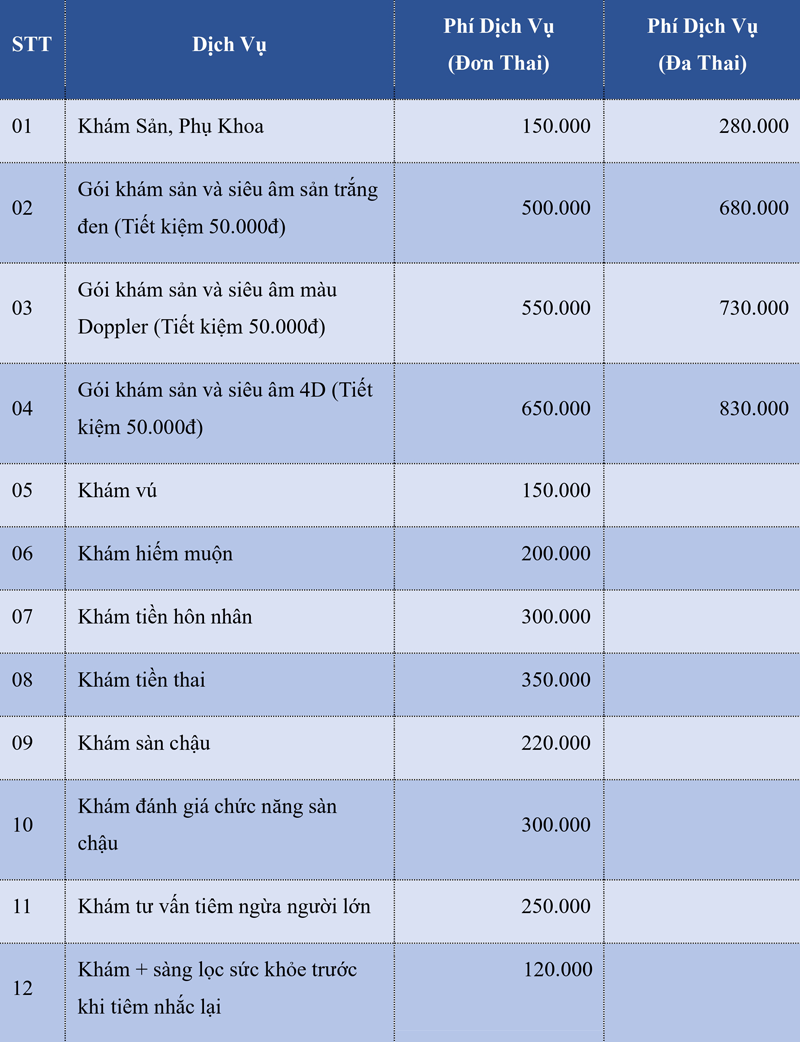 STT Dịch Vụ Phí Dịch Vụ (Đơn Thai) Phí Dịch Vụ (Đa Thai)
01 Khám Sản, Phụ Khoa 150.000 280.000
02 Gói khám sản và siêu âm sản trắng
đen (Tiết kiệm 50.000đ) 500.000 680.000
03 Gói khám sản và siêu âm màu
Doppler (Tiết kiệm 50.000đ) 550.000 730.000
04 Gói khám sản và siêu âm 4D (Tiết
kiệm 50.000đ) 650.000 830.000
05 Khám vú 150.000
06 Khám hiếm muộn 200.000
07 Khám tiền hôn nhân 300.000
08 Khám tiền thai 350.000
09 Khám sàn chậu 220.000
10 Khám đánh giá chức năng sàn
chậu 300.000
11 Khám tư vấn tiêm ngừa người lớn 250.000
12 Khám + sàng lọc sức khỏe trước
khi tiêm nhắc lại 120.000